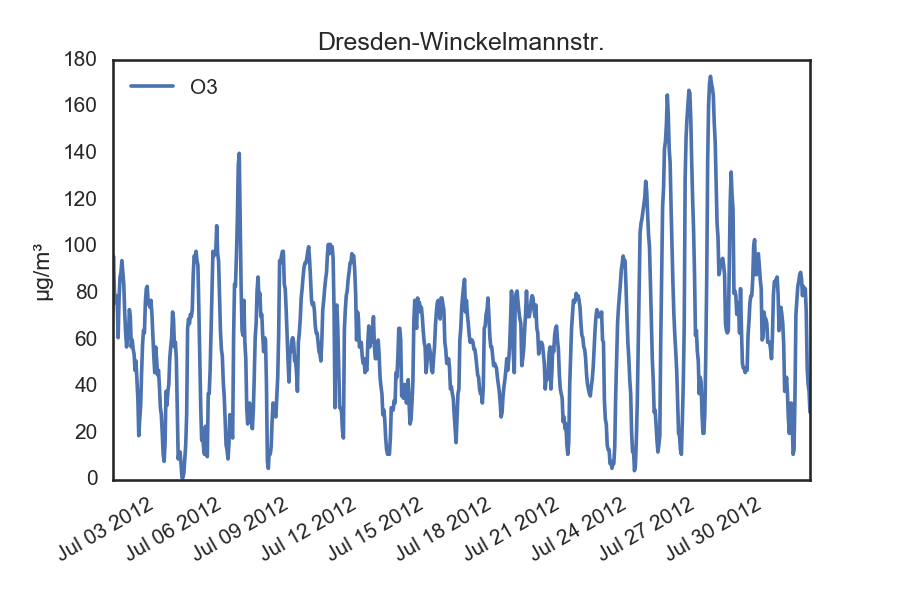 Dresden-Winckelmannstr.
180
160
140
120
100
80
60
40
20
0
µg/m³
O3
Jul 03 2012
Jul 06 2012
Jul 09 2012
Jul 12 2012
Jul 15 2012
Jul 18 2012
Jul 21 2012
Jul 24 2012
Jul 27 2012
Jul 30 2012